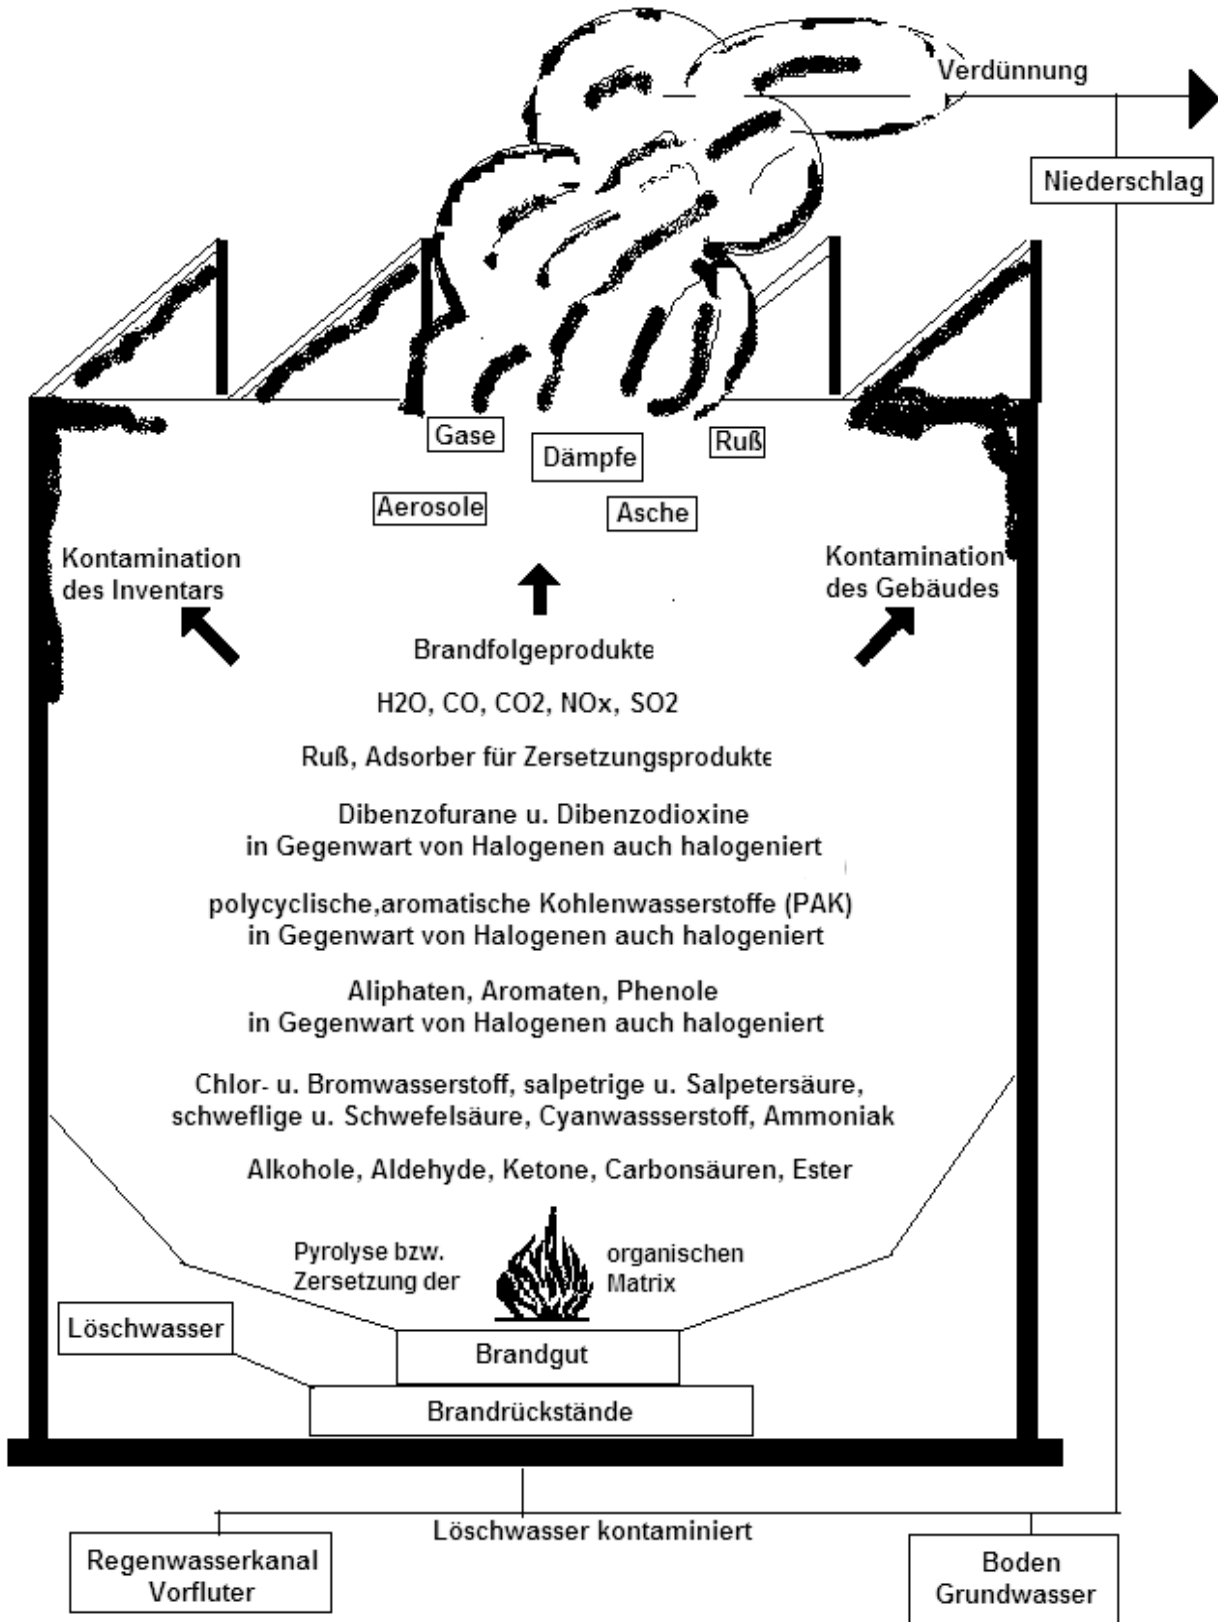 Verdünnung
Niederschlag
Gase
Dämpfe
Ruß
Aerosole
Asche
Kontamination
des Inventars
Kontamination
des Gebäudes
Brandfolgeprodukte
H2O, CO, CO2, NOx, SO2
Ruß, Adsorber für Zersetzungsprodukte
Dibenzofurane u. Dibenzodioxine
in Gegenwart von Halogenen auch halogeniert
polycyclische,aromatische Kohlenwasserstoffe (PAK)
in Gegenwart von Halogenen auch halogeniert
Aliphaten, Aromaten, Phenole
in Gegenwart von Halogenen auch halogeniert
Chlor- u. Bromwasserstoff, salpetrige u. Salpetersäure,
schweflige u. Schwefelsäure, Cyanwassserstoff, Ammoniak
Alkohole, Aldehyde, Ketone, Carbonsäuren, Ester
Pyrolyse bzw.
Zersetzung der
organischen
Matrix
Löschwasser
Brandgut
Brandrückstände
Löschwasser kontaminiert
Regenwasserkanal
Vorfluter
Boden
Grundwasser